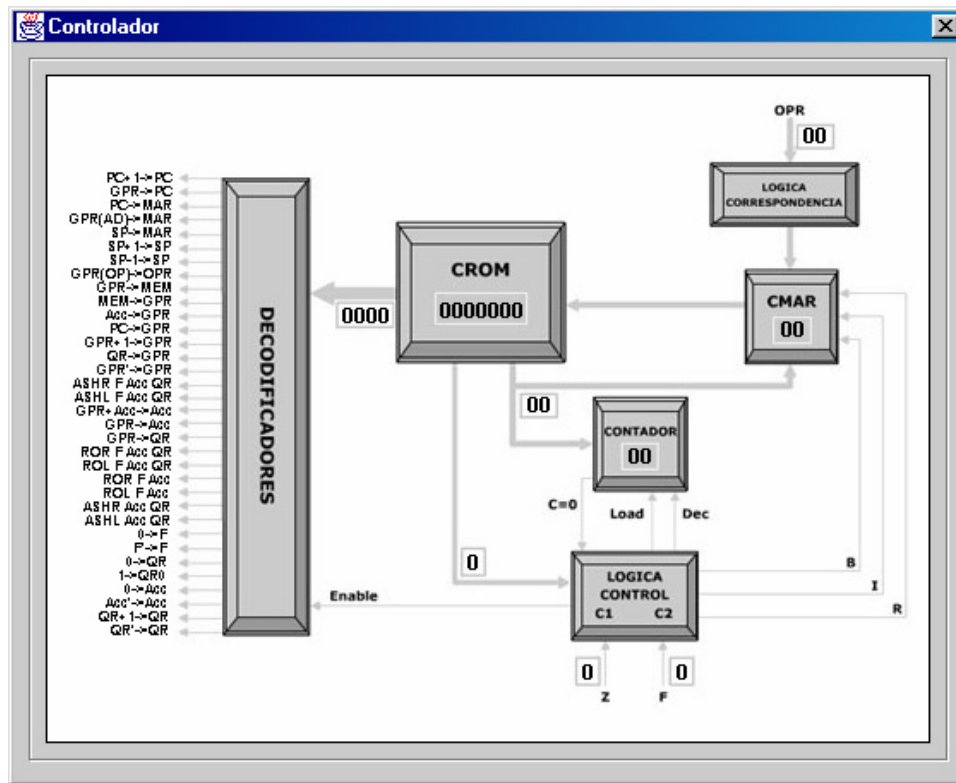 Controlador
OPR
00
LOGICA
CORRESPONDENCIA
PC+ 1->PC
GPR->PC
PC->MAR
GPR(AD)->MAR
SP->MAR
SP+ 1->SP
SP-1->SP
GPR(OP)->OPR
GPR->MEM
MEM->GPR
Acc->GPR
PC->GPR
GPR+ 1->GPR
QR->GPR
GPR'->GPR
ASHR F Acc QR
ASHL F Acc QR
GPR+ Acc->Acc
GPR->Acc
GPR->QR
ROR F Acc QR
ROL F Acc QR
ROR F Acc
ROL F Acc
ASHR Acc QR
ASHL Acc QR
0->F
F'->F
0->QR
1->QR0
0->Acc
Acc'->Acc
QR+ 1->QR
QR'->QR
DECODIFICADORES
0000
CROM
0000000
CMAR
00
00
CONTADOR
00
C=0
Load
Dec
0
LOGICA
CONTROL
C1 C2
Enable
B
I
R
0
0
Z
F